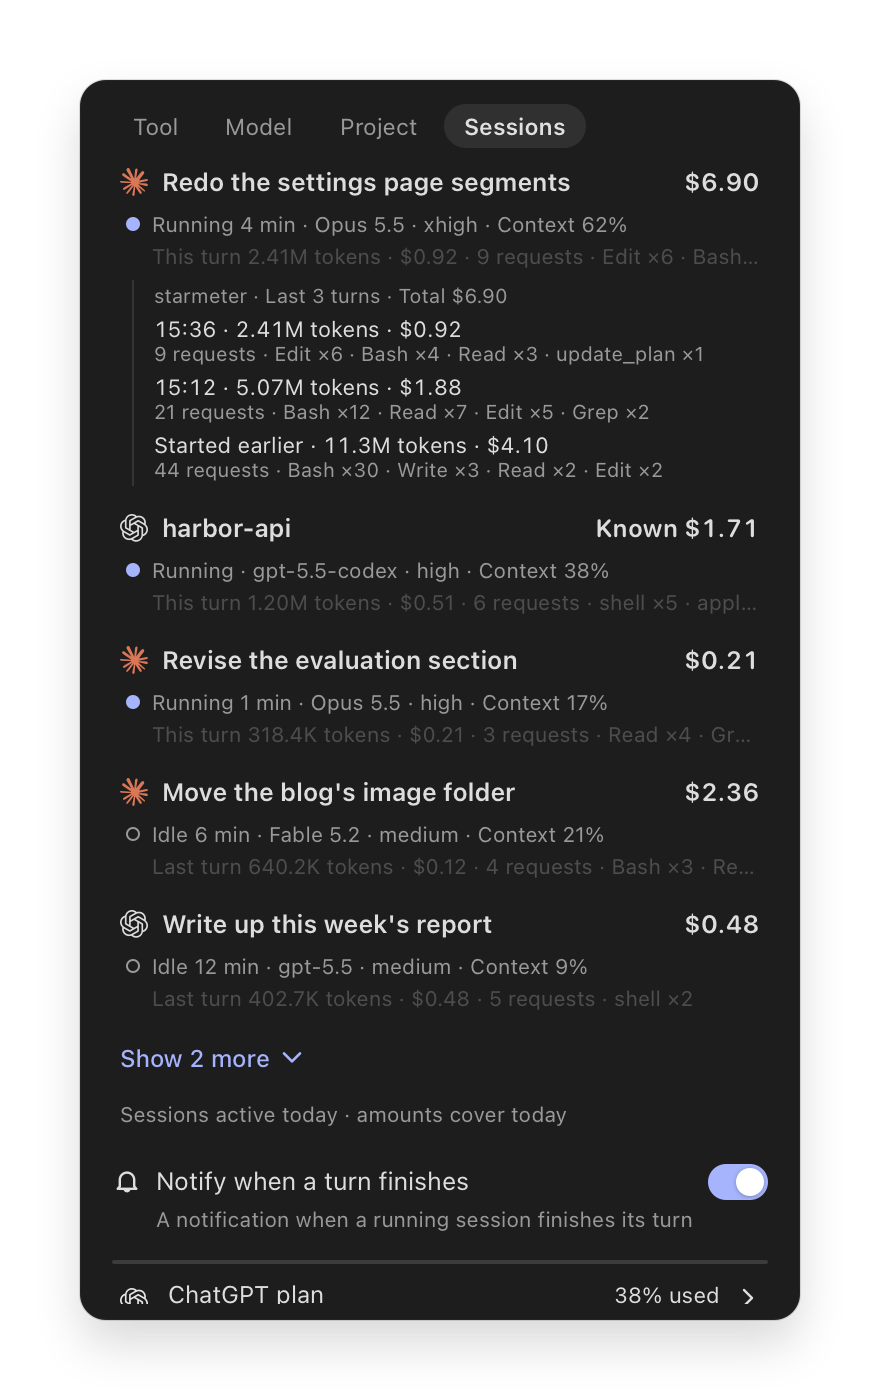 Tool Model Project Sessions
Redo the settings page segments $6.90
Running 4 min · Opus 5.5 · xhigh · Context 62%
This turn 2.41M tokens · $0.92 · 9 requests · Edit ×6 · Bash…
starmeter · Last 3 turns · Total $6.90
15:36 · 2.41M tokens · $0.92
9 requests · Edit ×6 · Bash ×4 · Read ×3 · update_plan ×1
15:12 · 5.07M tokens · $1.88
21 requests · Bash ×12 · Read ×7 · Edit ×5 · Grep ×2
Started earlier · 11.3M tokens · $4.10
44 requests · Bash ×30 · Write ×3 · Read ×2 · Edit ×2
harbor-api Known $1.71
Running · gpt-5.5-codex · high · Context 38%
This turn 1.20M tokens · $0.51 · 6 requests · shell ×5 · appl…
Revise the evaluation section $0.21
Running 1 min · Opus 5.5 · high · Context 17%
This turn 318.4K tokens · $0.21 · 3 requests · Read ×4 · Gr…
Move the blog's image folder $2.36
Idle 6 min · Fable 5.2 · medium · Context 21%
Last turn 640.2K tokens · $0.12 · 4 requests · Bash ×3 · Re…
Write up this week's report $0.48
Idle 12 min · gpt-5.5 · medium · Context 9%
Last turn 402.7K tokens · $0.48 · 5 requests · shell ×2
Show 2 more
Sessions active today · amounts cover today
Notify when a turn finishes
A notification when a running session finishes its turn
ChatGPT plan 38% used